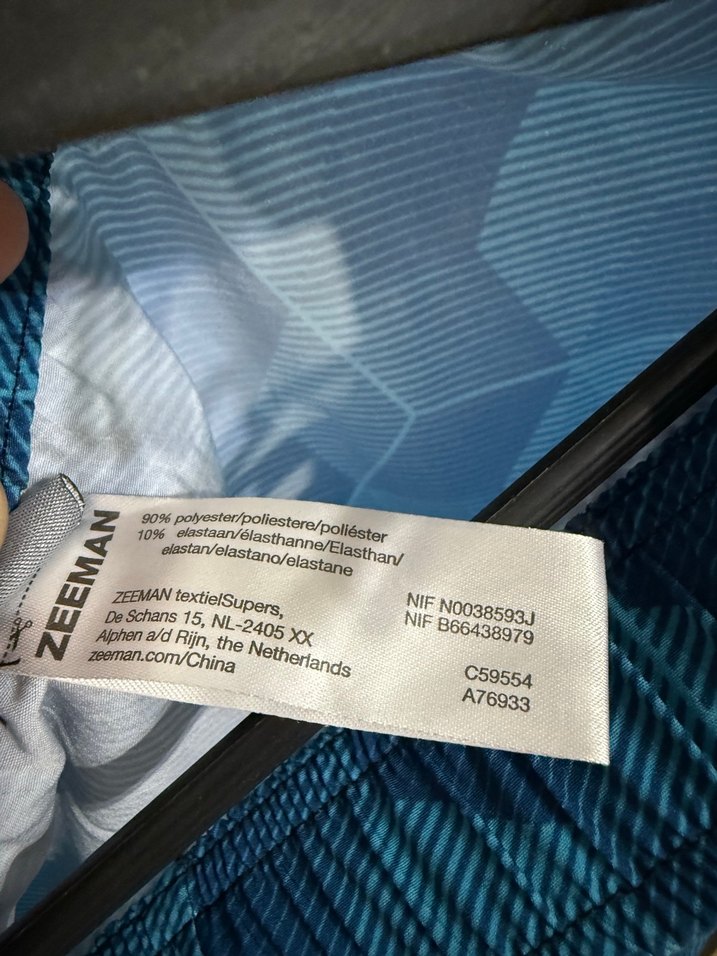 ZEEMAN
90% polyester/poliestere/poliéster
10% elastaan/élasthanne/Elasthan/
elastan/elastano/elastane
ZEEMAN textielSupers,
De Schans 15, NL-2405 XX
Alphen a/d Rijn, the Netherlands
zeeman.com/China
NIF N0038593J
NIF B66438979
C59554
A76933